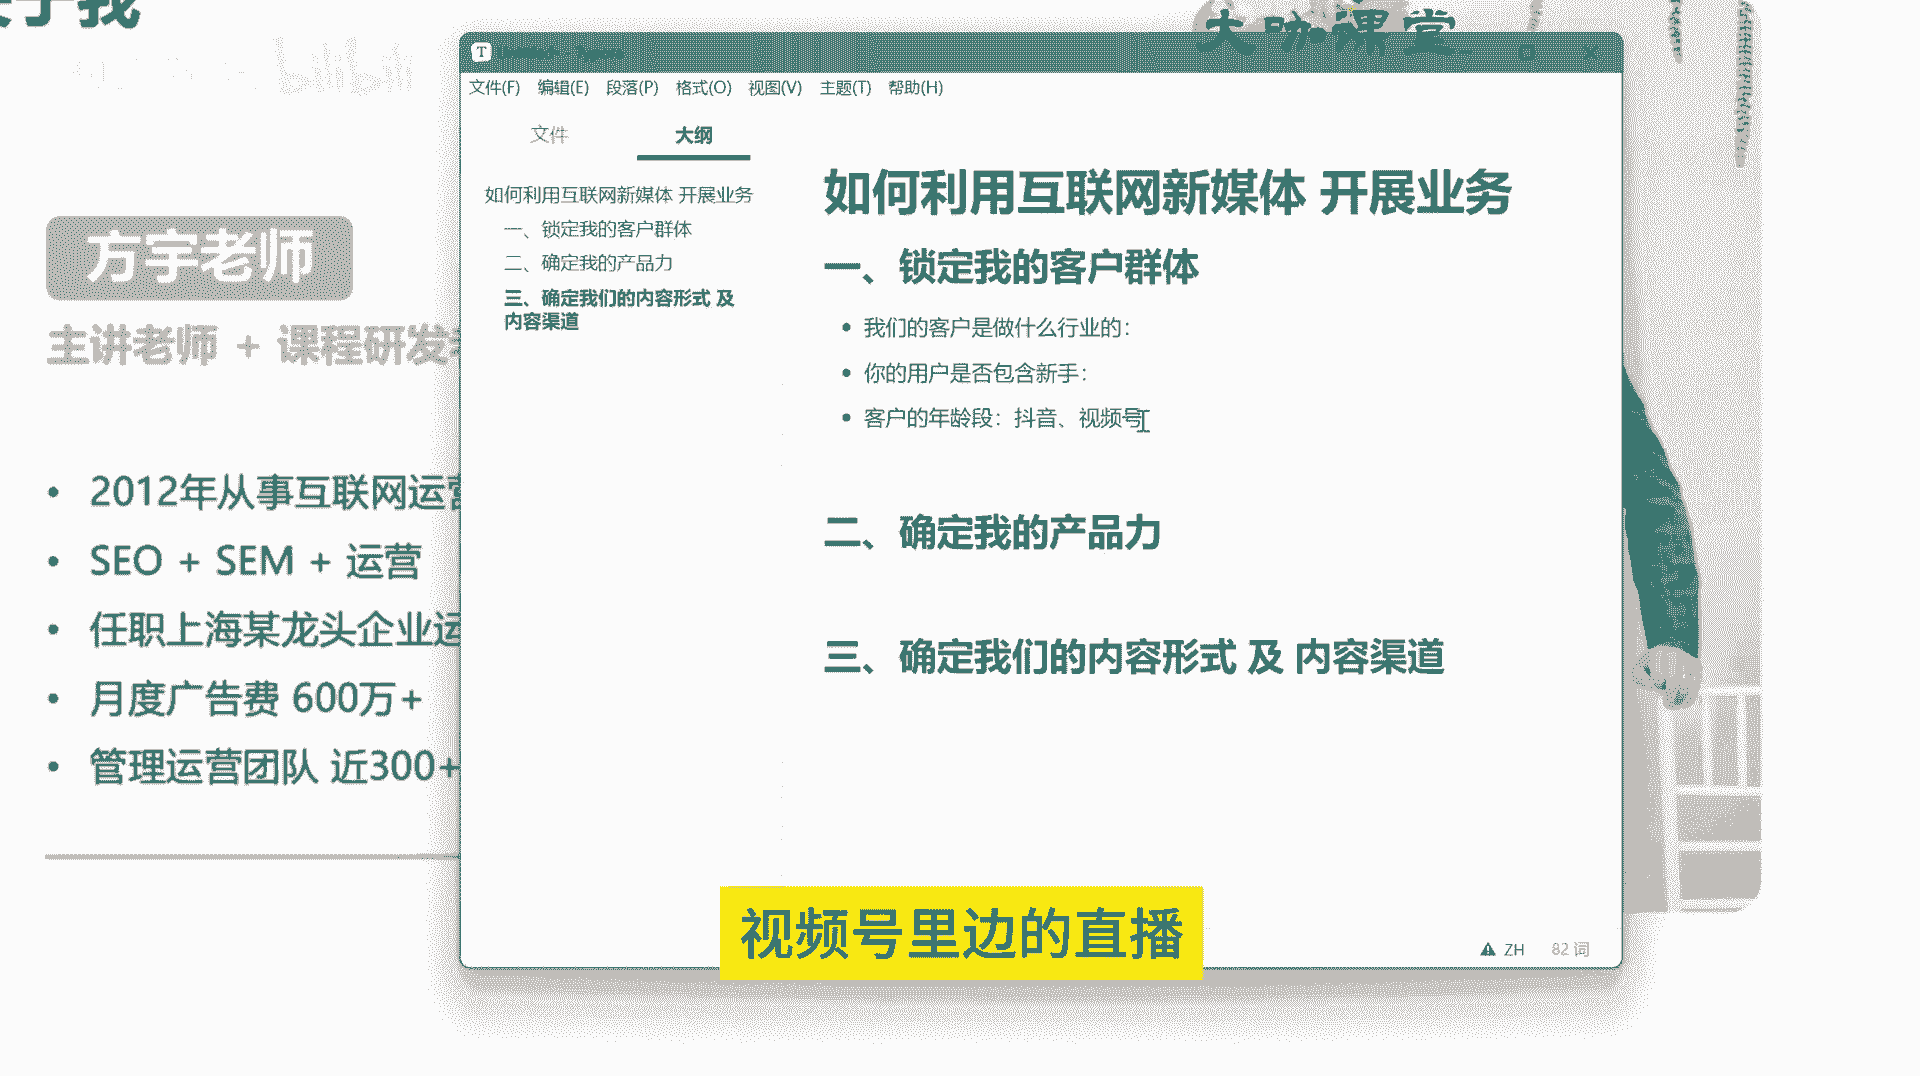 于我
大咖课堂
bilibili
T
文件(F) 编辑(E) 段落(P) 格式(O) 视图(V) 主题(T) 帮助(H)
文件 大纲
如何利用互联网新媒体 开展业务
一、锁定我的客户群体
二、确定我的产品力
三、确定我们的内容形式 及
内容渠道
如何利用互联网新媒体 开展业务
一、锁定我的客户群体
• 我们的客户是做什么行业的:
• 你的用户是否包含新手:
• 客户的年龄段：抖音、视频号
二、确定我的产品力
三、确定我们的内容形式 及 内容渠道
方宇老师
主讲老师 + 课程研发
• 2012年从事互联网运营
• SEO + SEM + 运营
• 任职上海某龙头企业运
• 月度广告费 600万+
• 管理运营团队 近300+
视频号里边的直播
ZH 82 词